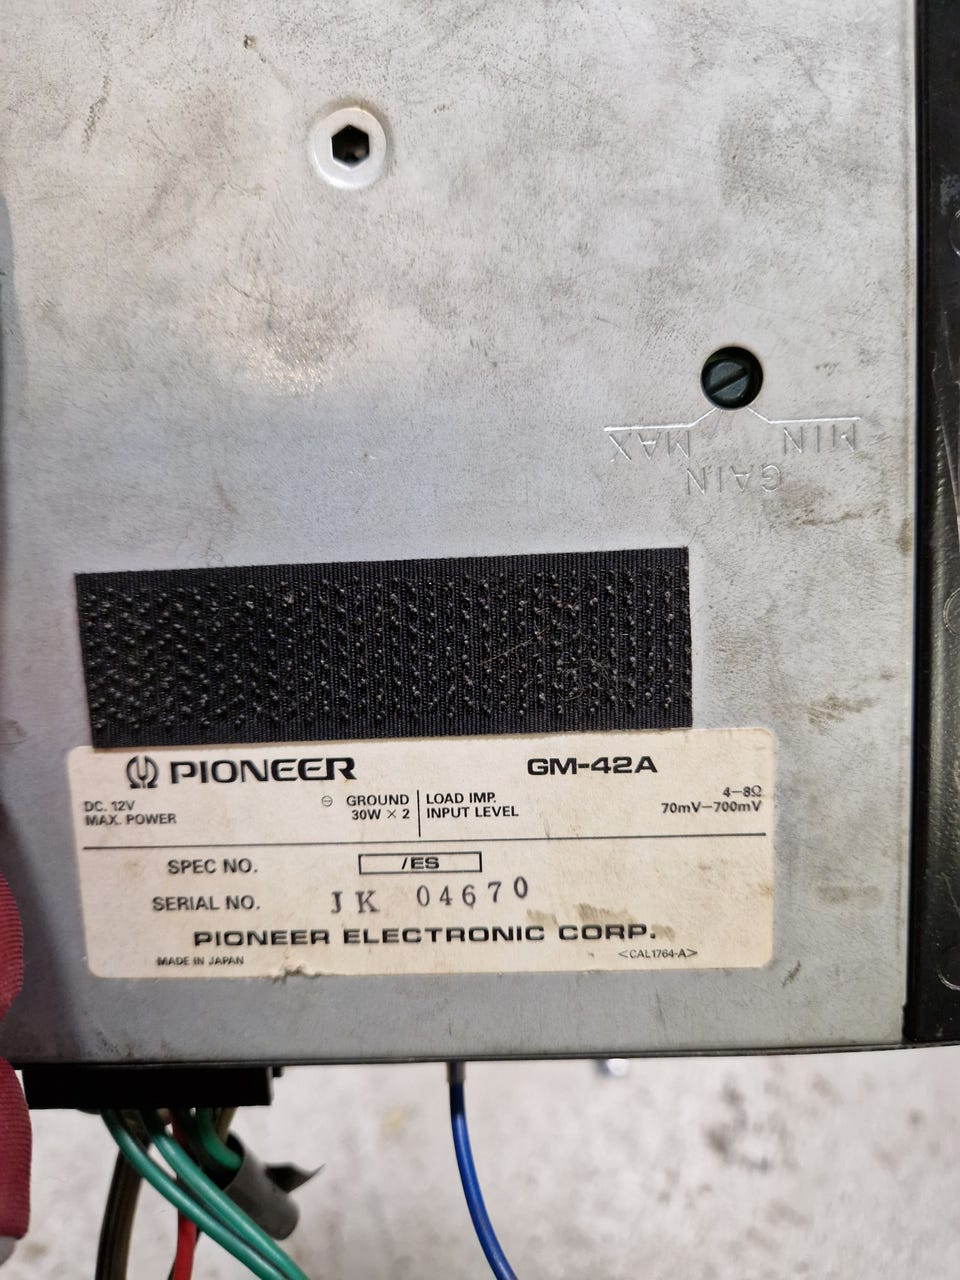 MAX MIN
GAIN
PIONEER GM-42A
DC. 12V ⊖ GROUND LOAD IMP. 4–8Ω
MAX. POWER 30W × 2 INPUT LEVEL 70mV–700mV
SPEC NO. /ES
SERIAL NO. JK 04670
PIONEER ELECTRONIC CORP.
MADE IN JAPAN <CAL1764-A>